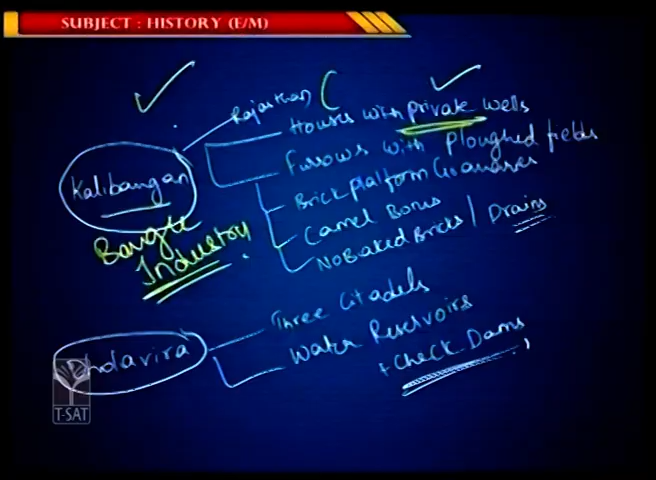 SUBJECT : HISTORY (E/M)
Rajasthan
Houses with private wells
Furrows with Ploughed fields
Kalibangan
Brick platform Granaries
Camel Bones
No Baked Bricks | Drains
Bangle
Industry
Three Citadels
Water Reservoirs
+ Check Dams
T-SAT